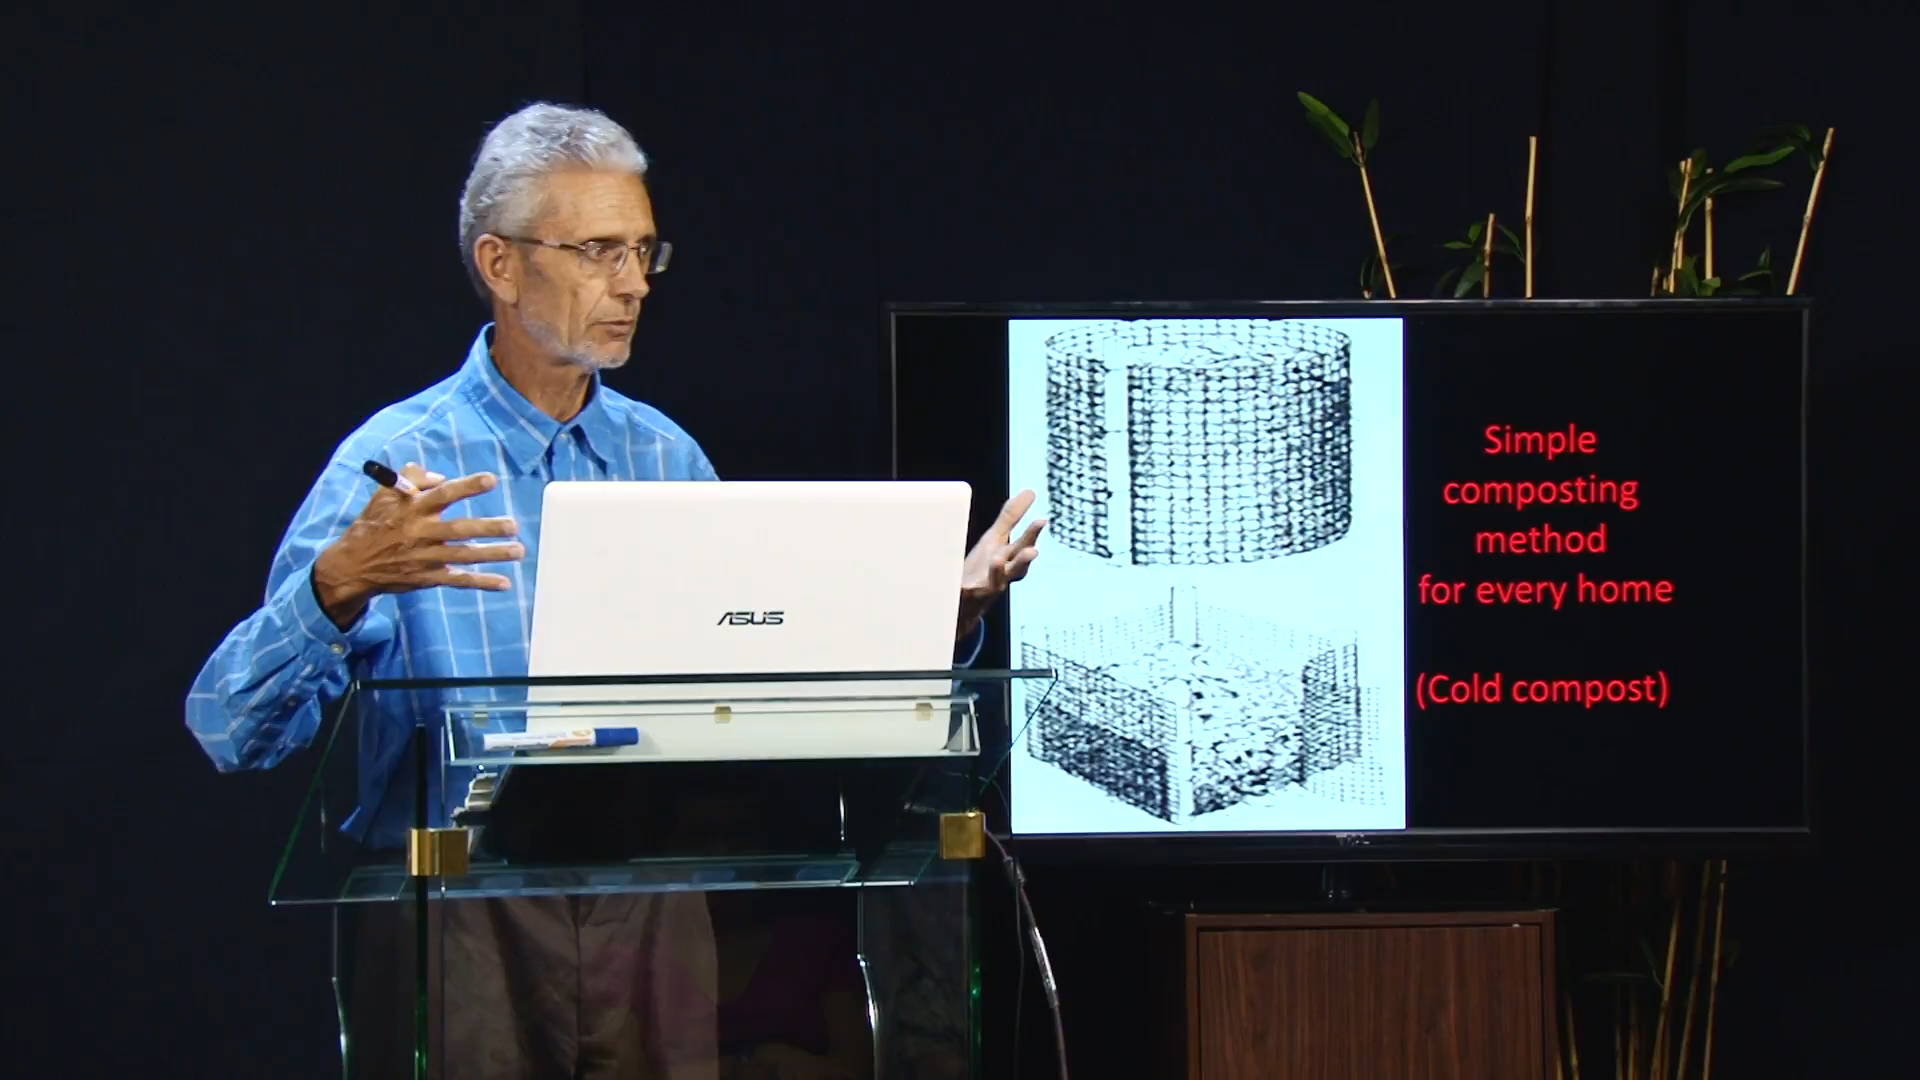 ASUS
Simple
composting
method
for every home
(Cold compost)